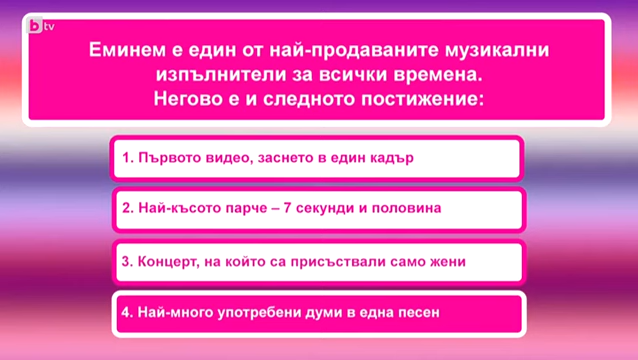 btv
Еминем е един от най-продаваните музикални
изпълнители за всички времена.
Негово е и следното постижение:
1. Първото видео, заснето в един кадър
2. Най-късото парче – 7 секунди и половина
3. Концерт, на който са присъствали само жени
4. Най-много употребени думи в една песен